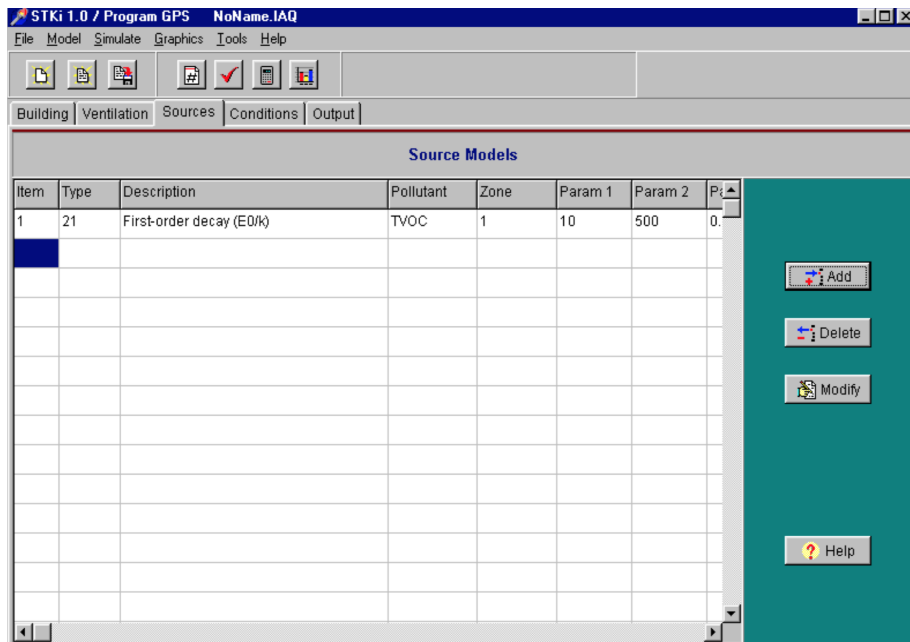 STKi 1.0 / Program GPS NoName.IAQ
File Model Simulate Graphics Tools Help
#
Building Ventilation Sources Conditions Output
Source Models
Item Type Description Pollutant Zone Param 1 Param 2
1 21 First-order decay (E0/k) TVOC 1 10 500 0.
Add
Delete
Modify
? Help